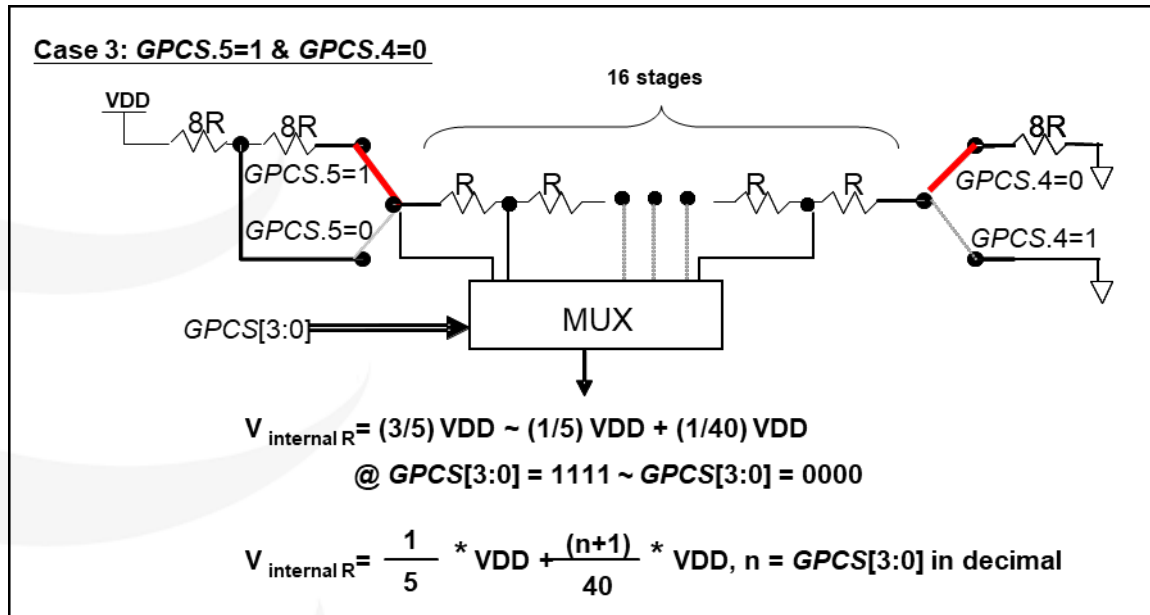 Case 3: GPCS.5=1 & GPCS.4=0
16 stages
VDD
8R
8R
8R
GPCS.5=1
R
R
R
R
GPCS.4=0
GPCS.5=0
GPCS.4=1
GPCS[3:0]
MUX
V internal R = (3/5) VDD ~ (1/5) VDD + (1/40) VDD
@ GPCS[3:0] = 1111 ~ GPCS[3:0] = 0000
V internal R = 1/5 * VDD + (n+1)/40 * VDD, n = GPCS[3:0] in decimal